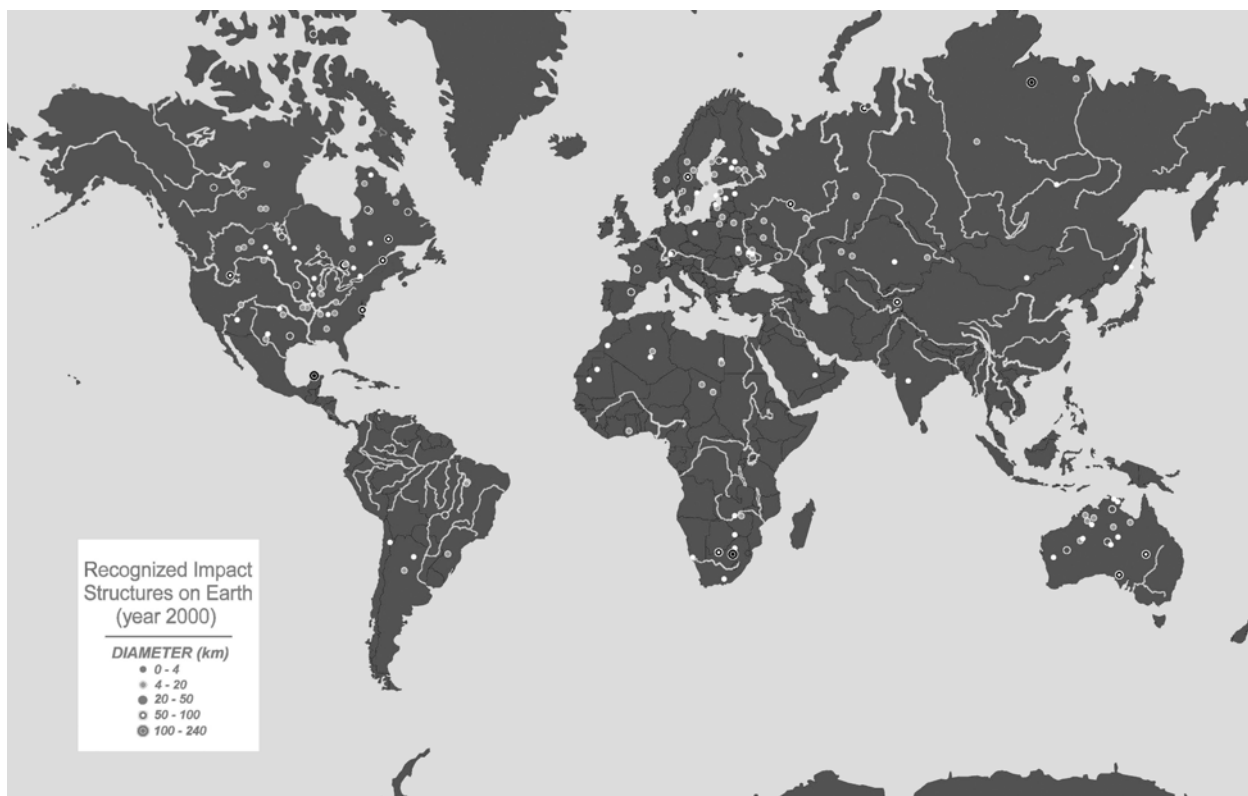 Recognized Impact
Structures on Earth
(year 2000)
DIAMETER (km)
0 - 4
4 - 20
20 - 50
50 - 100
100 - 240